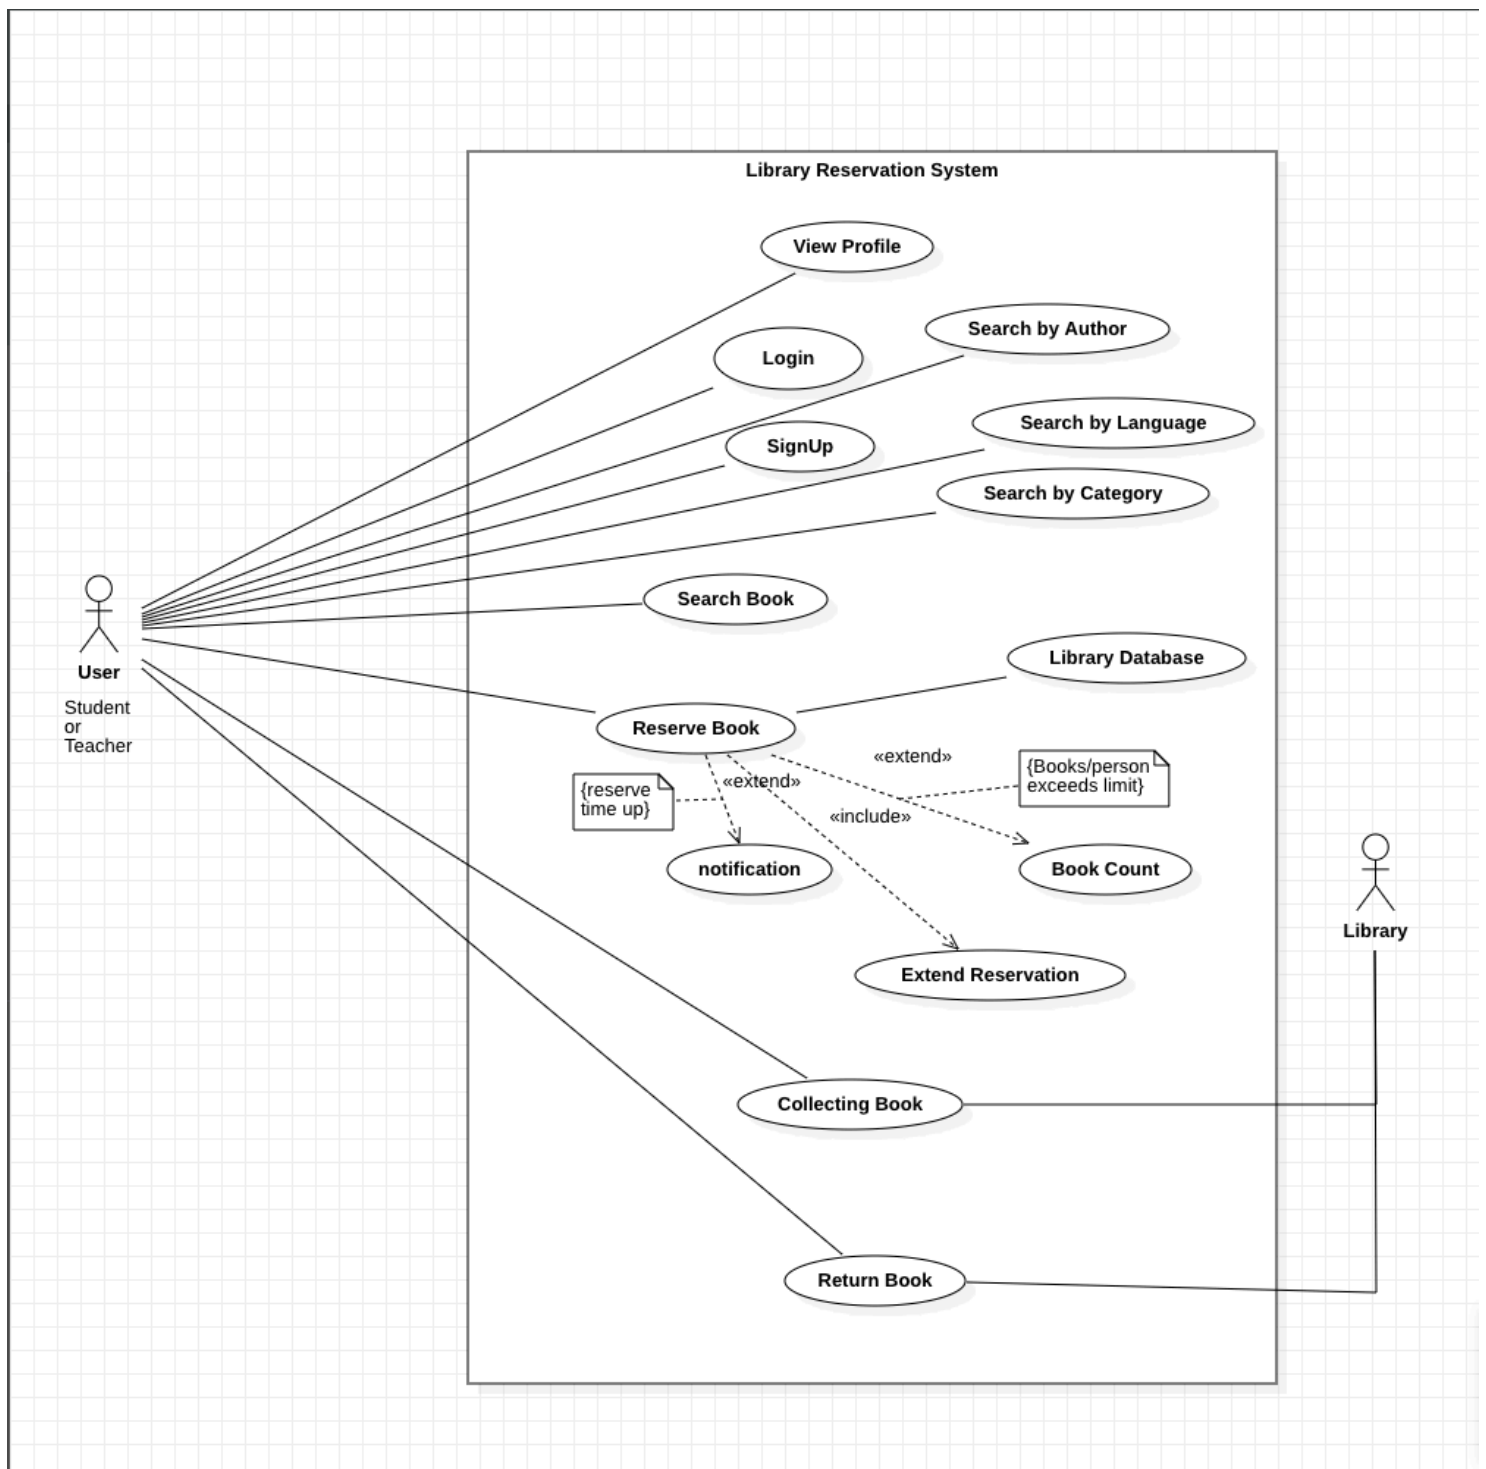 Library Reservation System
View Profile
Search by Author
Login
Search by Language
SignUp
Search by Category
Search Book
User
Student
or
Teacher
Library Database
Reserve Book
«extend»
«extend»
{reserve
time up}
{Books/person
exceeds limit}
«include»
notification
Book Count
Library
Extend Reservation
Collecting Book
Return Book